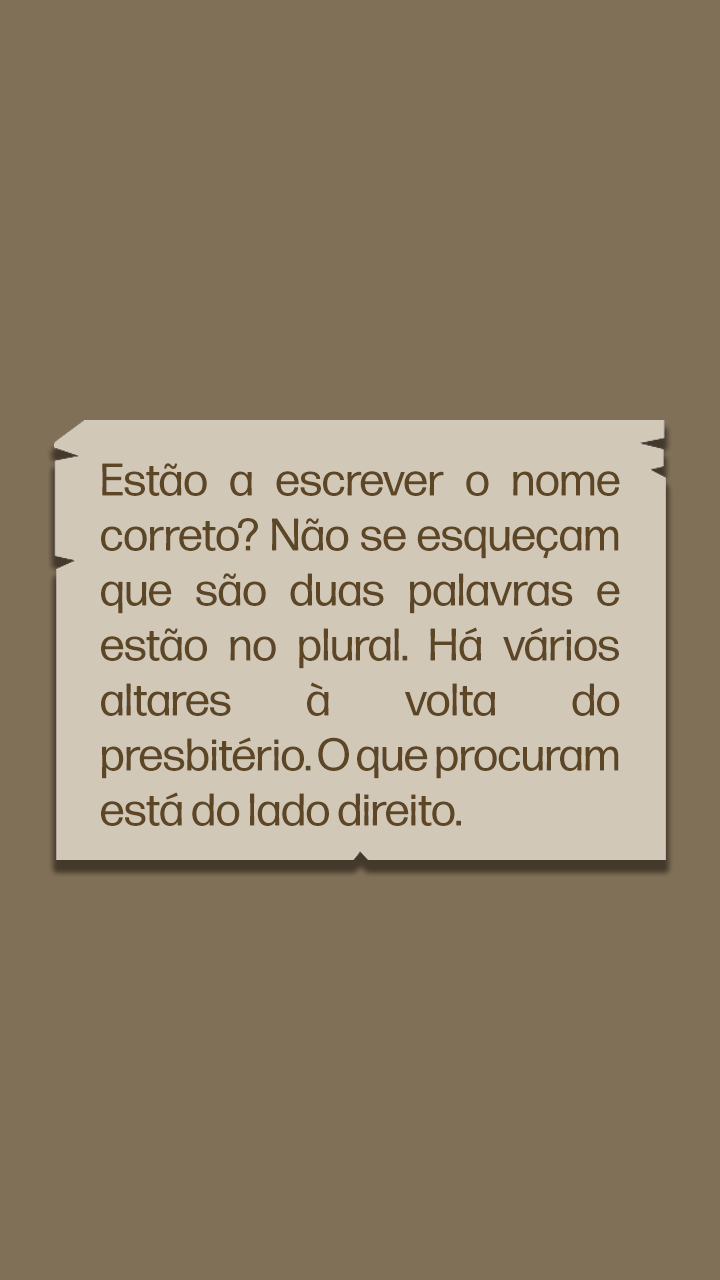 Estão a escrever o nome
correto? Não se esqueçam
que são duas palavras e
estão no plural. Há vários
altares à volta do
presbitério. O que procuram
está do lado direito.